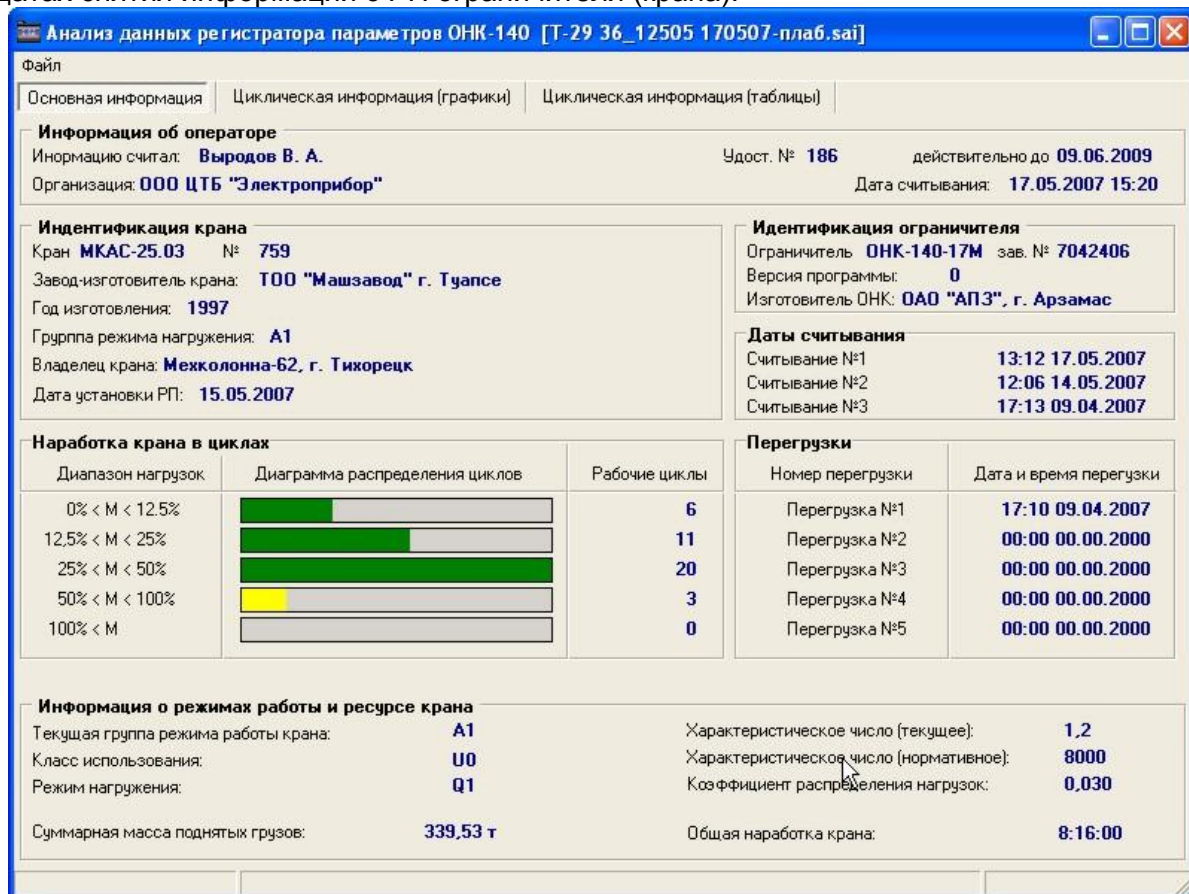 датах снятия информации с РП ограничителя (крана).
Анализ данных регистратора параметров ОНК-140 [Т-29 36_12505 170507-плаб.sai]
Файл
Основная информация Циклическая информация (графики) Циклическая информация (таблицы)
Информация об операторе
Инормацию считал: Выродов В. А. Удост. № 186 действительно до 09.06.2009
Организация: ООО ЦТБ "Электроприбор" Дата считывания: 17.05.2007 15:20
Индентификация крана
Кран МКАС-25.03 № 759
Завод-изготовитель крана: ТОО "Машзавод" г. Туапсе
Год изготовления: 1997
Групппа режима нагружения: А1
Владелец крана: Мехколонна-62, г. Тихорецк
Дата установки РП: 15.05.2007
Идентификация ограничителя
Ограничитель ОНК-140-17М зав. № 7042406
Версия программы: 0
Изготовитель ОНК: ОАО "АПЗ", г. Арзамас
Даты считывания
Считывание №1 13:12 17.05.2007
Считывание №2 12:06 14.05.2007
Считывание №3 17:13 09.04.2007
Наработка крана в циклах
Диапазон нагрузок Диаграмма распределения циклов Рабочие циклы
0% < M < 12.5% 6
12,5% < M < 25% 11
25% < M < 50% 20
50% < M < 100% 3
100% < M 0
Перегрузки
Номер перегрузки Дата и время перегузки
Перегрузка №1 17:10 09.04.2007
Перегрузка №2 00:00 00.00.2000
Перегрузка №3 00:00 00.00.2000
Перегрузка №4 00:00 00.00.2000
Перегрузка №5 00:00 00.00.2000
Информация о режимах работы и ресурсе крана
Текущая группа режима работы крана: А1 Характеристическое число (текущее): 1,2
Класс использования: U0 Характеристическое число (нормативное): 8000
Режим нагружения: Q1 Коэффициент распределения нагрузок: 0,030
Суммарная масса поднятых грузов: 339,53 т Общая наработка крана: 8:16:00